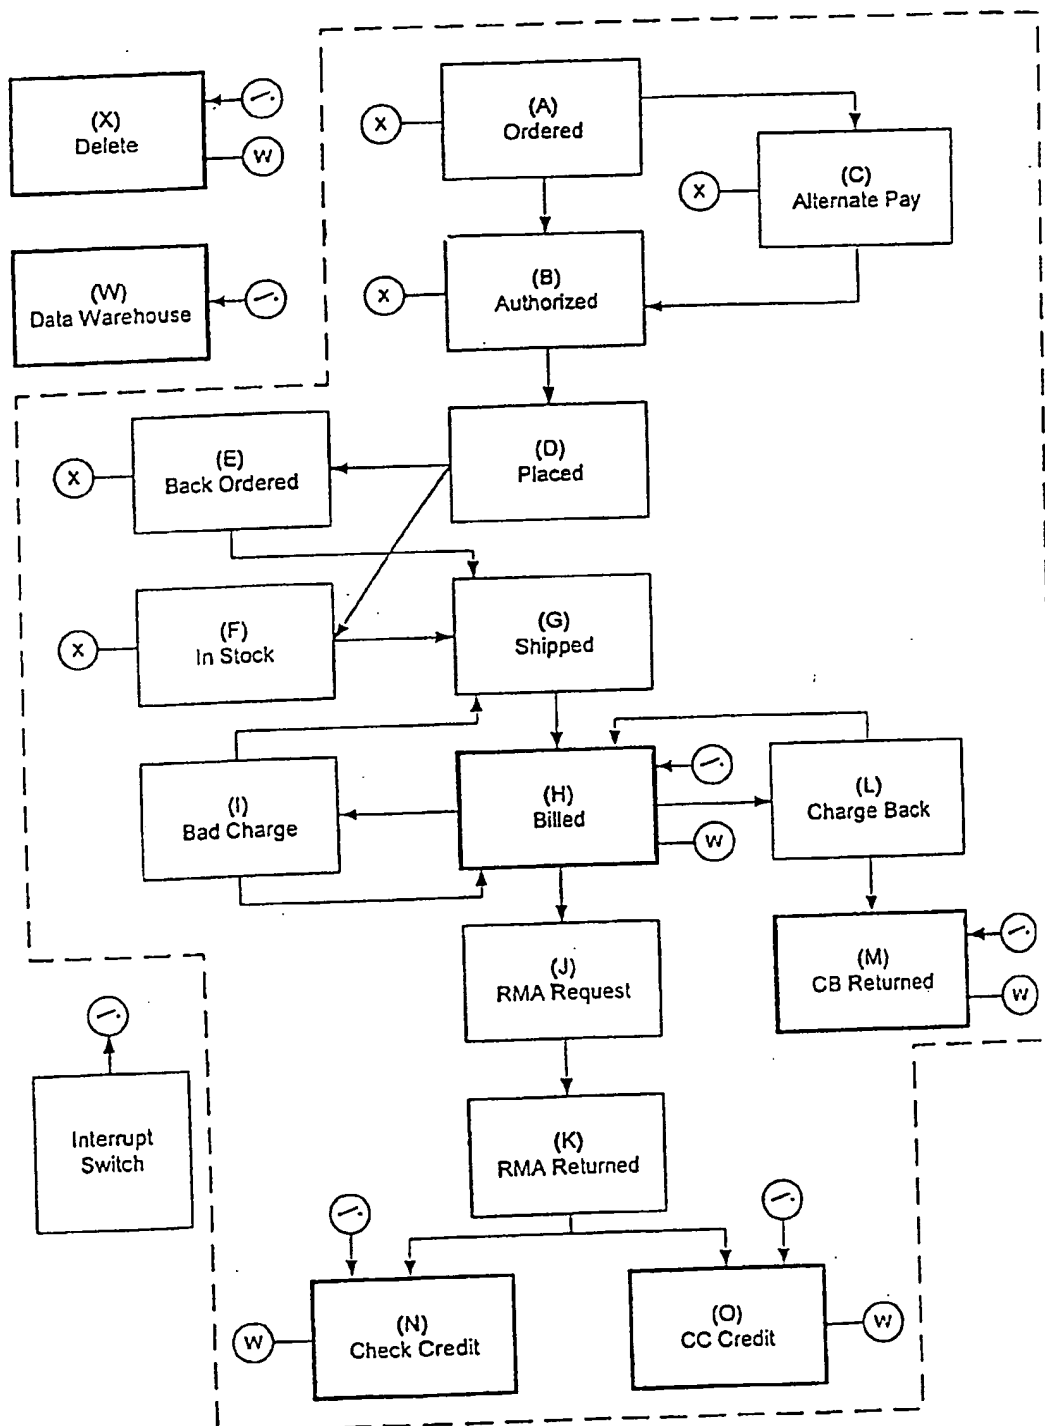 (X)
Delete
W
(W)
Data Warehouse
X
(A)
Ordered
X
(C)
Alternate Pay
X
(B)
Authorized
X
(E)
Back Ordered
(D)
Placed
X
(F)
In Stock
(G)
Shipped
(I)
Bad Charge
(H)
Billed
W
(L)
Charge Back
(J)
RMA Request
(M)
CB Returned
W
Interrupt
Switch
(K)
RMA Returned
W
(N)
Check Credit
(O)
CC Credit
W